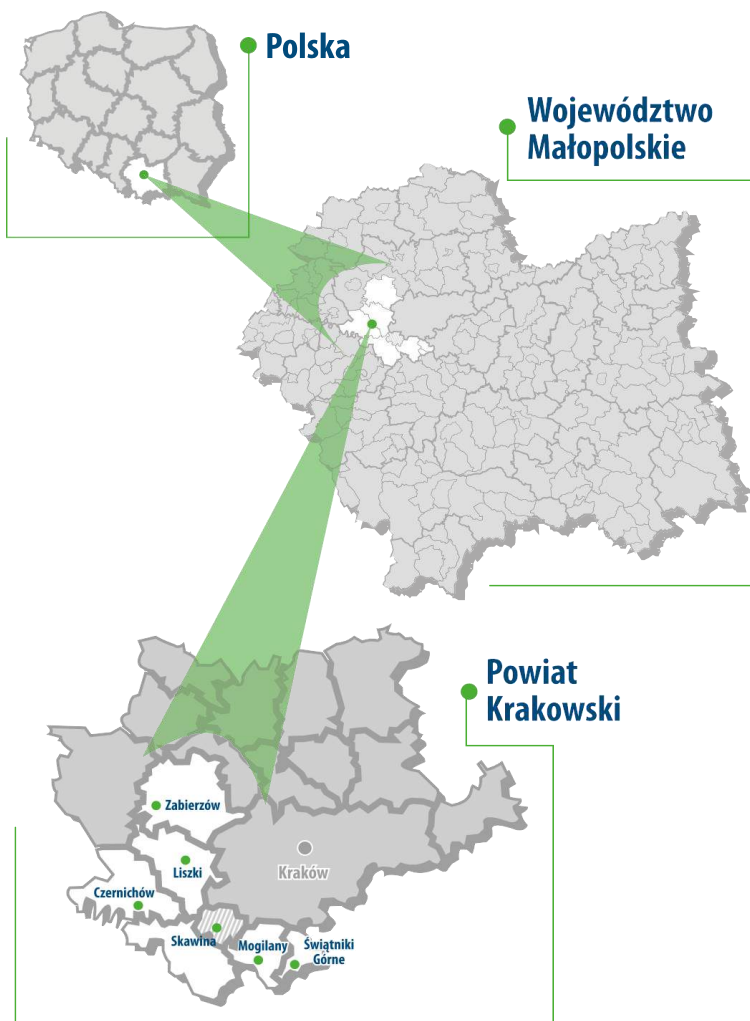 Polska
Województwo
Małopolskie
Powiat
Krakowski
Zabierzów
Liszki
Kraków
Czernichów
Skawina
Mogilany
Świątniki
Górne